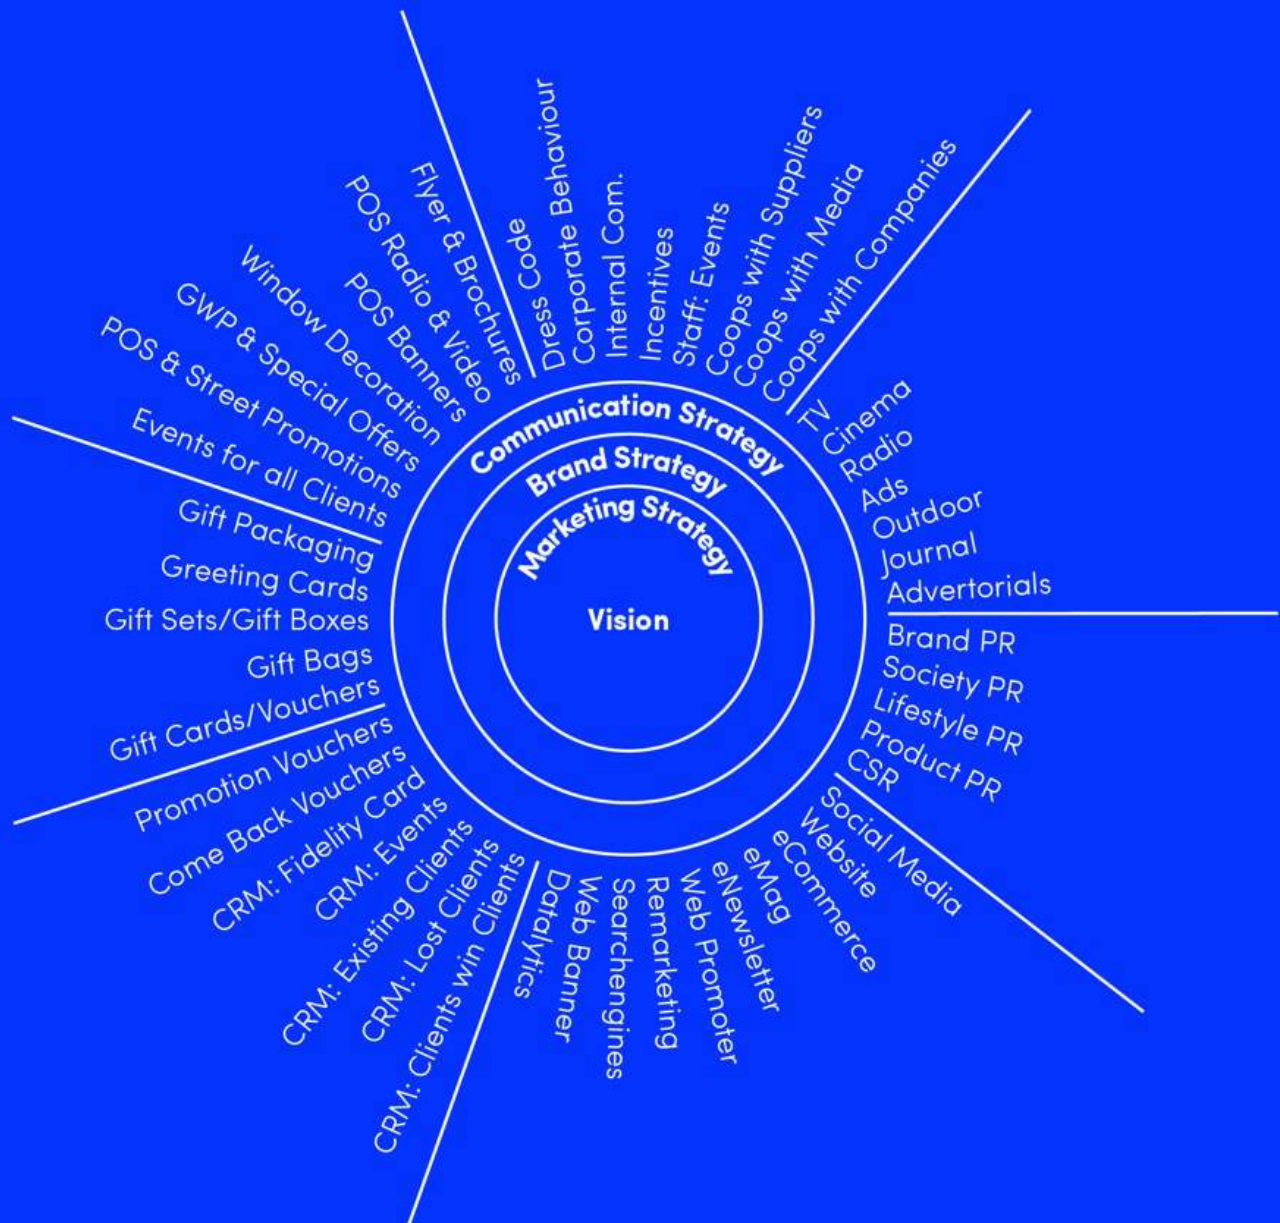 Dress Code
Corporate Behaviour
Internal Com.
Incentives
Staff: Events
Coops with Suppliers
Coops with Media
Coops with Companies
TV
Cinema
Radio
Ads
Outdoor
Journal
Advertorials
Brand PR
Society PR
Lifestyle PR
Product PR
CSR
Social Media
Website
eCommerce
eMag
eNewsletter
Web Promoter
Remarketing
Searchengines
Web Banner
Datalytics
CRM: Clients win Clients
CRM: Lost Clients
CRM: Existing Clients
CRM: Events
CRM: Fidelity Card
Come Back Vouchers
Promotion Vouchers
Gift Cards/Vouchers
Gift Bags
Gift Sets/Gift Boxes
Greeting Cards
Gift Packaging
Events for all Clients
POS & Street Promotions
GWP & Special Offers
Window Decoration
POS Banners
POS Radio & Video
Flyer & Brochures
Communication Strategy
Brand Strategy
Marketing Strategy
Vision